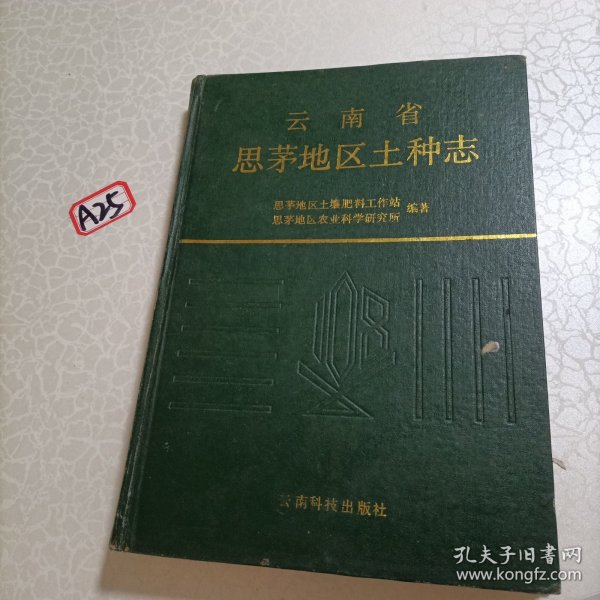 云南省
思茅地区土种志
思茅地区土壤肥料工作站
思茅地区农业科学研究所
编著
A25
云南科技出版社
孔夫子旧书网
www.kongfz.com